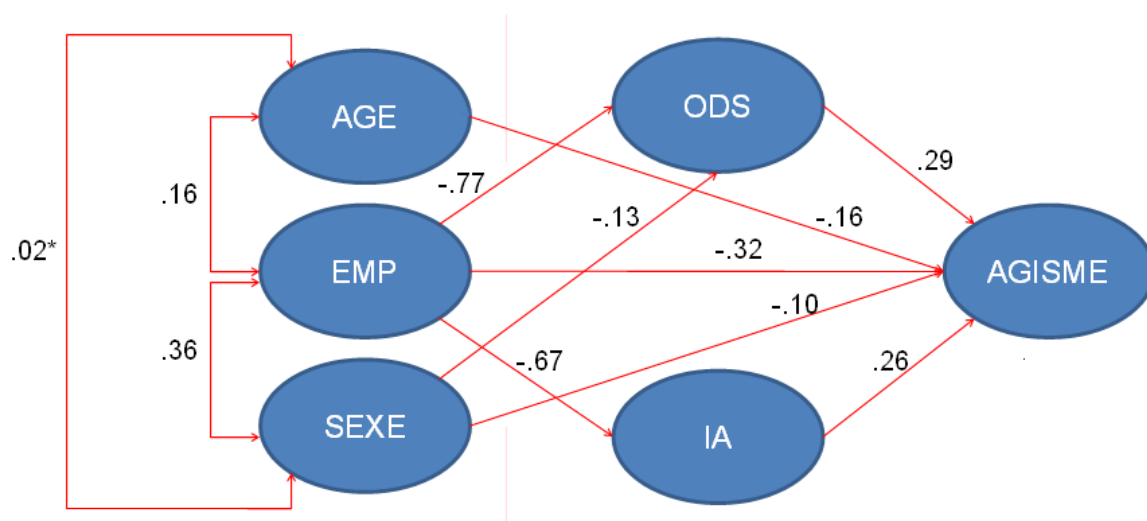 AGE
ODS
.29
.16
-.77
-.13
-.16
.02*
EMP
-.32
AGISME
-.10
.36
-.67
.26
SEXE
IA